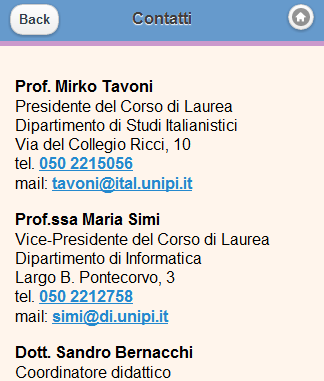 Back
Contatti
Prof. Mirko Tavoni
Presidente del Corso di Laurea
Dipartimento di Studi Italianistici
Via del Collegio Ricci, 10
tel. 050 2215056
mail: tavoni@ital.unipi.it
Prof.ssa Maria Simi
Vice-Presidente del Corso di Laurea
Dipartimento di Informatica
Largo B. Pontecorvo, 3
tel. 050 2212758
mail: simi@di.unipi.it
Dott. Sandro Bernacchi
Coordinatore didattico